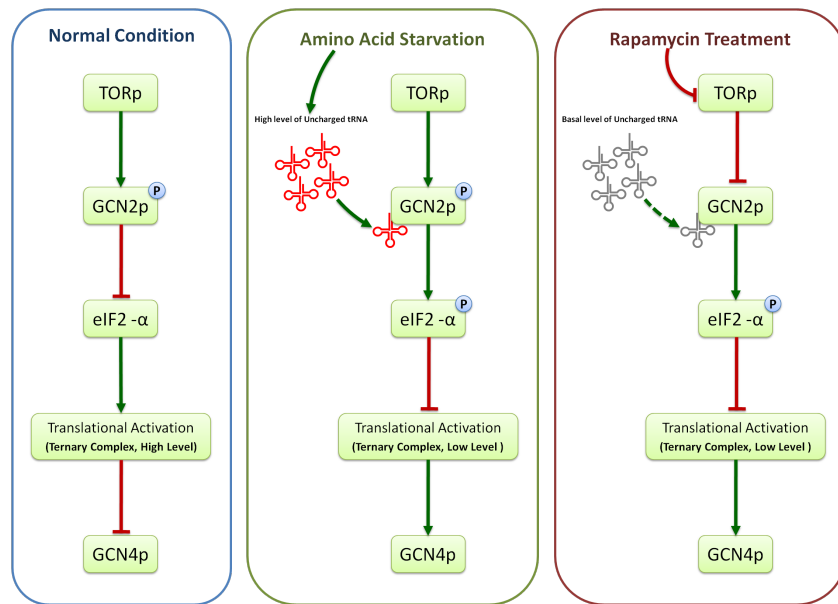 Normal Condition
TORp
GCN2p
P
eIF2 -α
Translational Activation
(Ternary Complex, High Level)
GCN4p
Amino Acid Starvation
High level of Uncharged tRNA
TORp
GCN2p
P
eIF2 -α
P
Translational Activation
(Ternary Complex, Low Level )
GCN4p
Rapamycin Treatment
TORp
Basal level of Uncharged tRNA
GCN2p
eIF2 -α
P
Translational Activation
(Ternary Complex, Low Level )
GCN4p